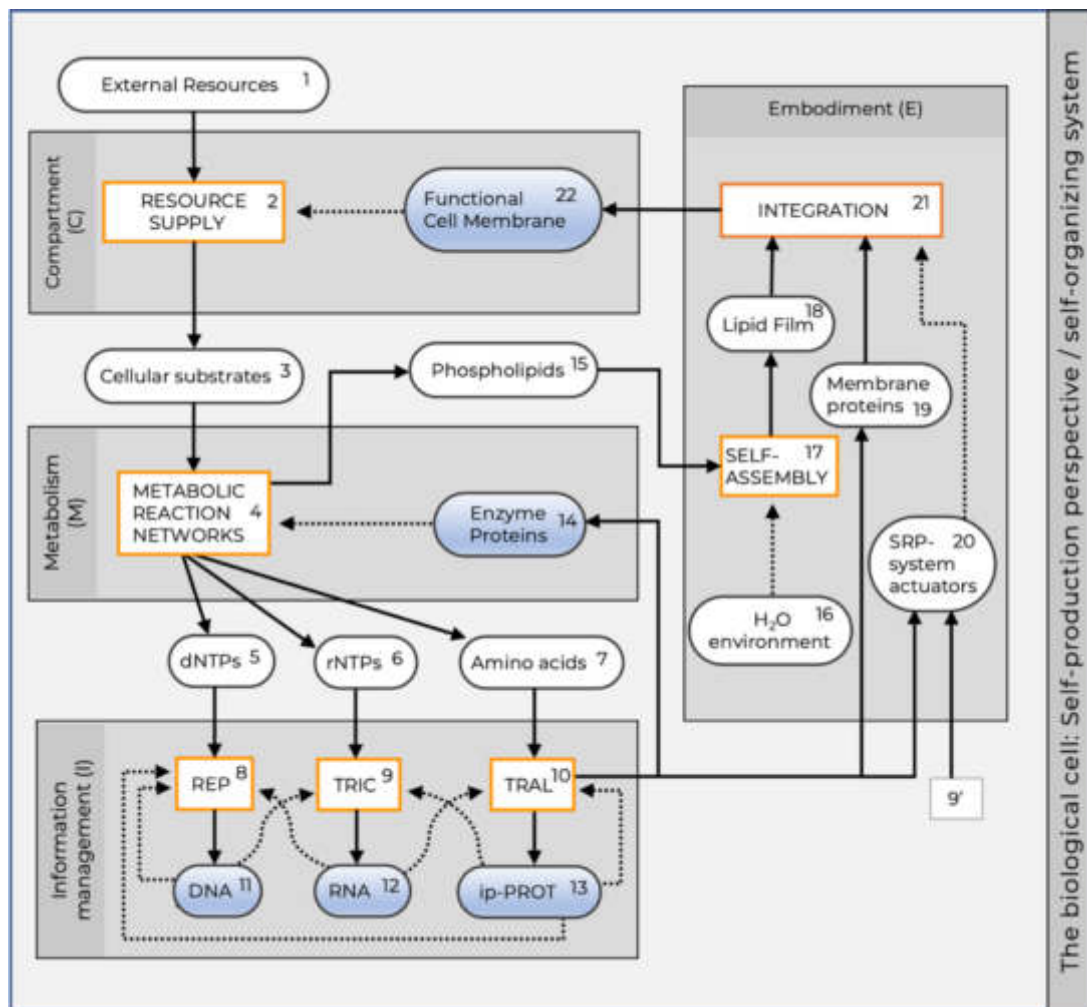 External Resources 1
Embodiment (E)
Compartment
(C)
RESOURCE
SUPPLY 2
Functional
Cell Membrane 22
INTEGRATION 21
Lipid Film 18
Cellular substrates 3
Phospholipids 15
Membrane
proteins 19
Metabolism
(M)
METABOLIC
REACTION
NETWORKS 4
Enzyme
Proteins 14
SELF-
ASSEMBLY 17
SRP-
system
actuators 20
H₂O
environment 16
dNTPs 5
rNTPs 6
Amino acids 7
Information
management (I)
REP 8
TRIC 9
TRAL 10
9'
DNA 11
RNA 12
ip-PROT 13
The biological cell: Self-production perspective / self-organizing system